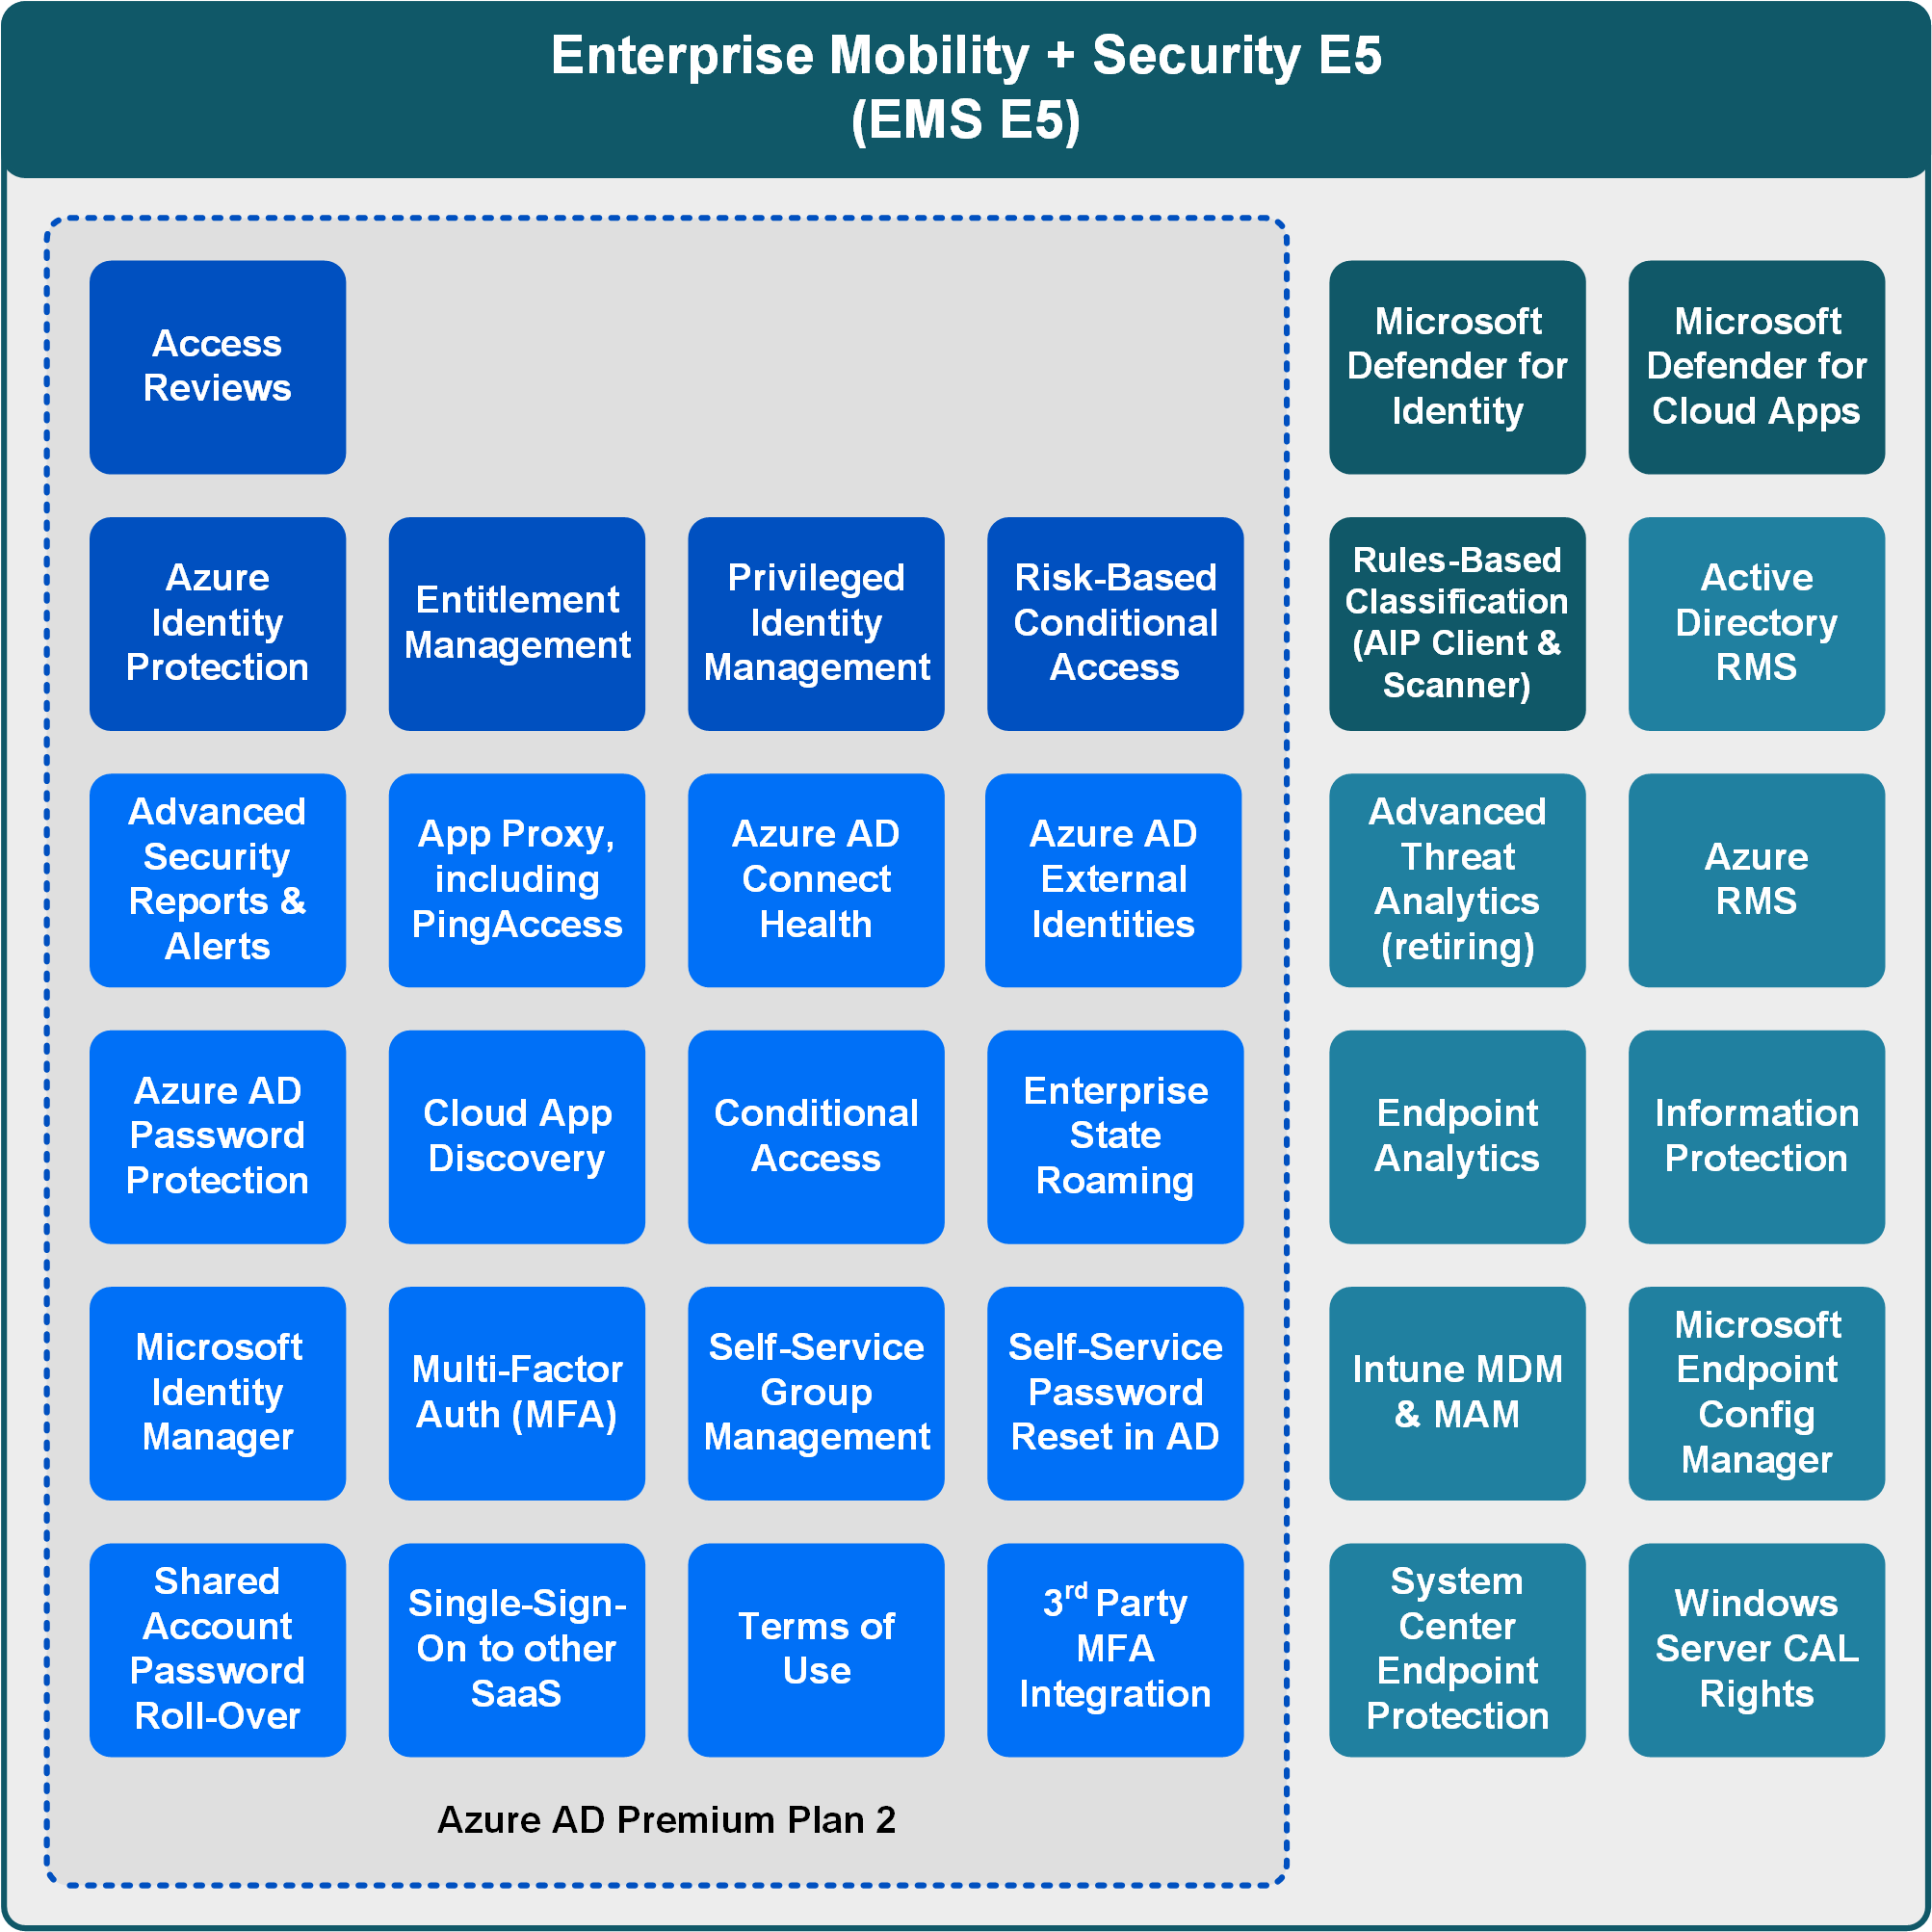 Enterprise Mobility + Security E5
(EMS E5)
Access
Reviews
Microsoft
Defender for
Identity
Microsoft
Defender for
Cloud Apps
Azure
Identity
Protection
Entitlement
Management
Privileged
Identity
Management
Risk-Based
Conditional
Access
Rules-Based
Classification
(AIP Client &
Scanner)
Active
Directory
RMS
Advanced
Security
Reports &
Alerts
App Proxy,
including
PingAccess
Azure AD
Connect
Health
Azure AD
External
Identities
Advanced
Threat
Analytics
(retiring)
Azure
RMS
Azure AD
Password
Protection
Cloud App
Discovery
Conditional
Access
Enterprise
State
Roaming
Endpoint
Analytics
Information
Protection
Microsoft
Identity
Manager
Multi-Factor
Auth (MFA)
Self-Service
Group
Management
Self-Service
Password
Reset in AD
Intune MDM
& MAM
Microsoft
Endpoint
Config
Manager
Shared
Account
Password
Roll-Over
Single-Sign-
On to other
SaaS
Terms of
Use
3rd Party
MFA
Integration
System
Center
Endpoint
Protection
Windows
Server CAL
Rights
Azure AD Premium Plan 2